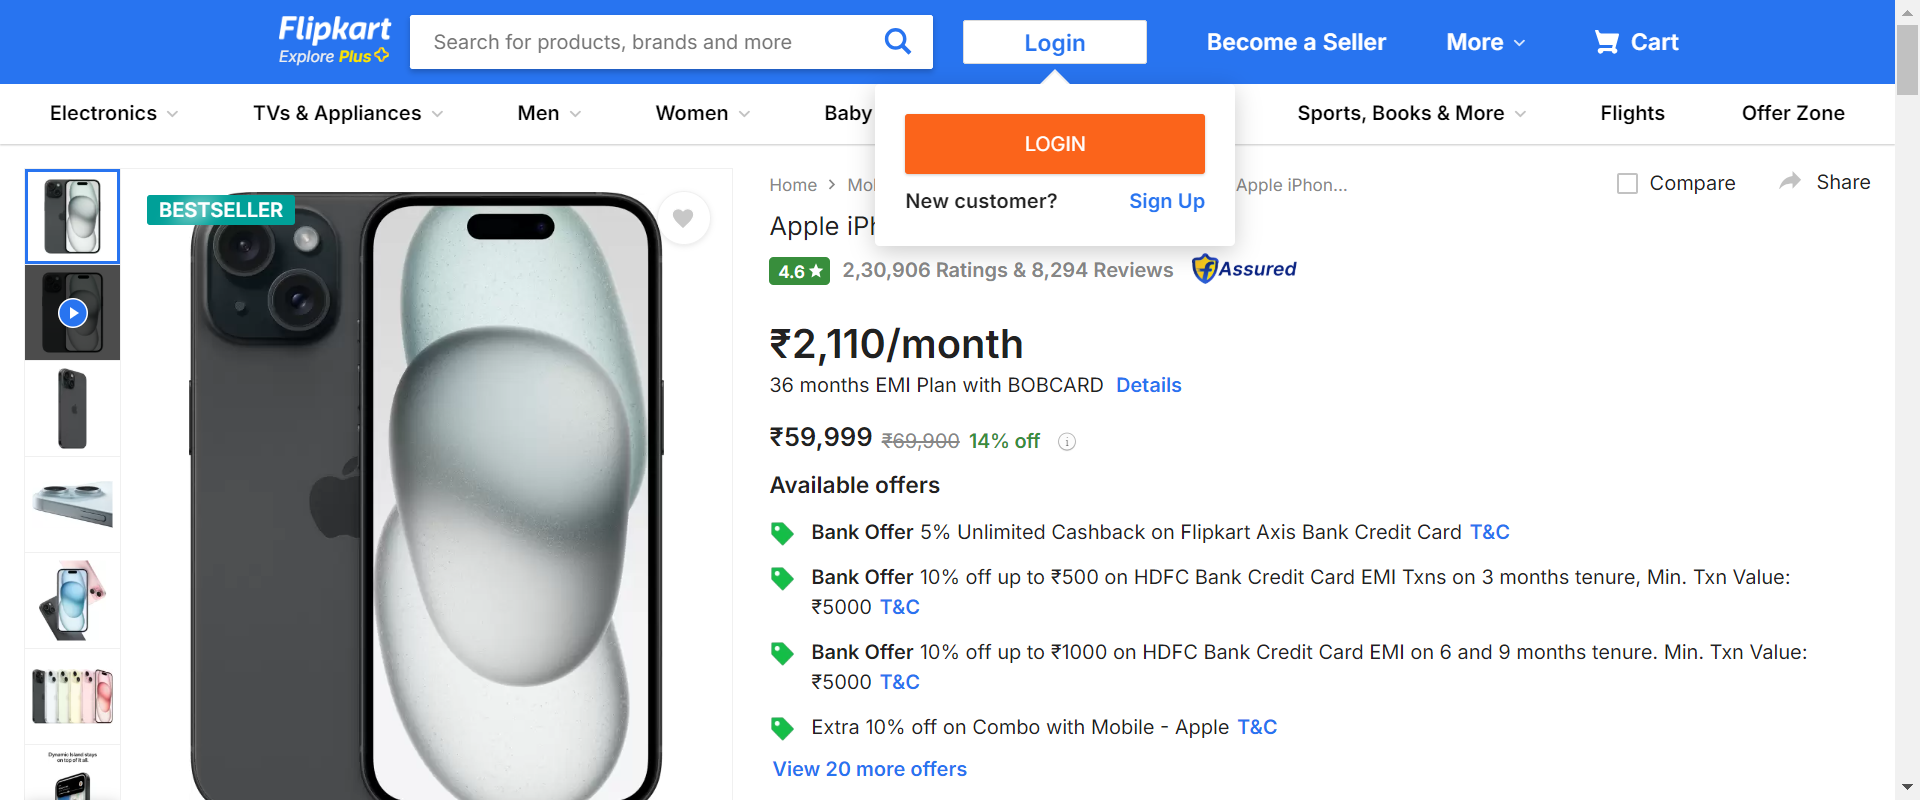 Flipkart
Explore Plus
Search for products, brands and more
Login
Become a Seller
More
Cart
Electronics
TVs & Appliances
Men
Women
Baby
Sports, Books & More
Flights
Offer Zone
LOGIN
New customer?
Sign Up
BESTSELLER
Home
Apple iPhon...
Compare
Share
Apple
4.6
2,30,906 Ratings & 8,294 Reviews
Assured
₹2,110/month
36 months EMI Plan with BOBCARD Details
₹59,999 ₹69,900 14% off
Available offers
Bank Offer 5% Unlimited Cashback on Flipkart Axis Bank Credit Card T&C
Bank Offer 10% off up to ₹500 on HDFC Bank Credit Card EMI Txns on 3 months tenure, Min. Txn Value:
₹5000 T&C
Bank Offer 10% off up to ₹1000 on HDFC Bank Credit Card EMI on 6 and 9 months tenure. Min. Txn Value:
₹5000 T&C
Extra 10% off on Combo with Mobile - Apple T&C
View 20 more offers
Dynamic Island stays
on top of it all.